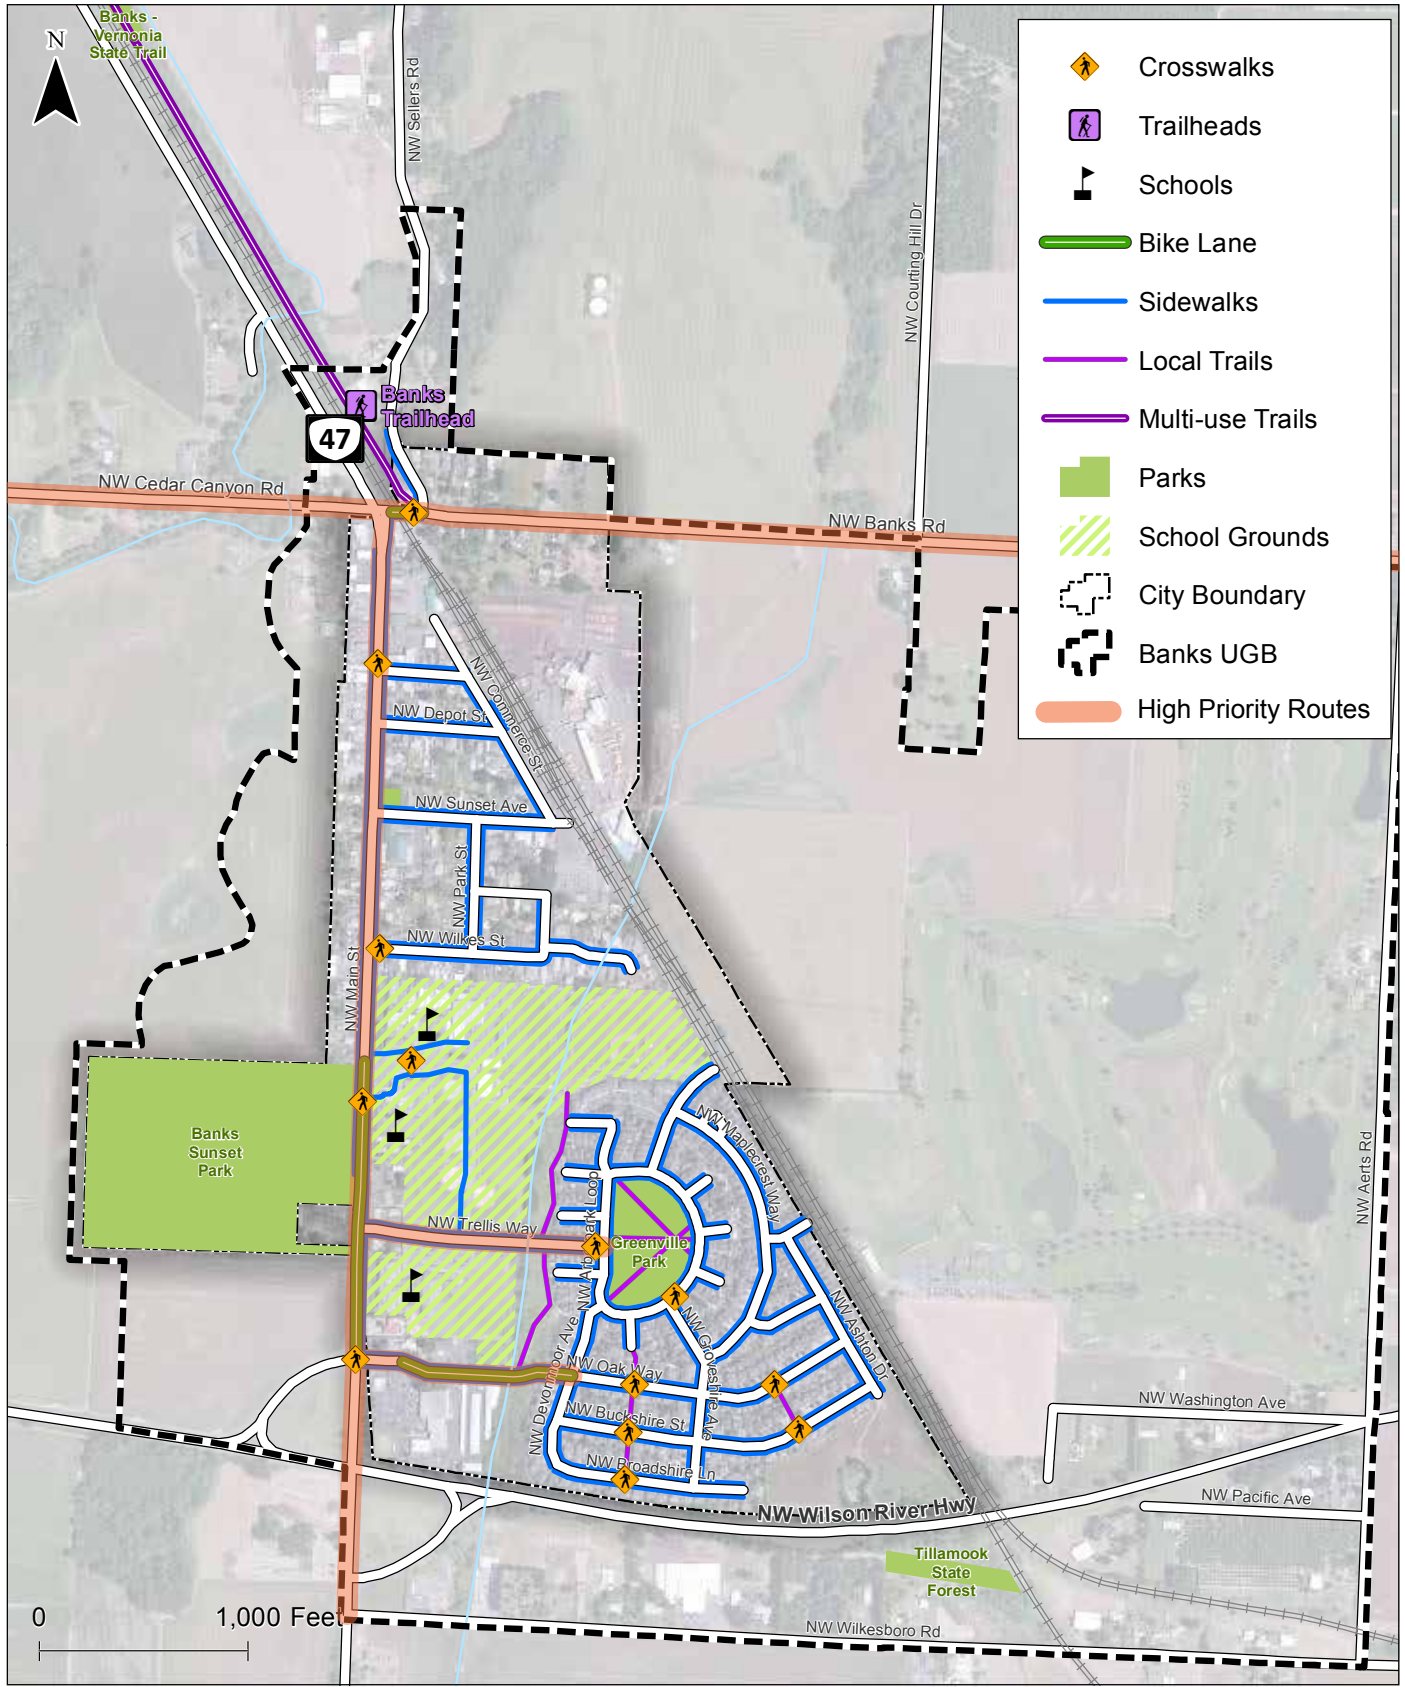 Banks -
Vernonia
State Trail
N
NW Sellers Rd
NW Courting Hill Dr
Crosswalks
Trailheads
Schools
Bike Lane
Sidewalks
Local Trails
Multi-use Trails
Parks
School Grounds
City Boundary
Banks UGB
High Priority Routes
Banks
Trailhead
47
NW Cedar Canyon Rd
NW Banks Rd
NW Commerce St
NW Depot St
NW Sunset Ave
NW Park St
NW Wilkes St
NW Main St
Banks
Sunset
Park
NW Maplecrest Way
NW Trellis Way
Greenville
Park
NW Ashton Dr
NW Groveshire Ave
NW Oak Way
NW Buckshire St
NW Broadshire Ln
NW Aerts Rd
NW Washington Ave
NW Pacific Ave
NW Wilson River Hwy
Tillamook
State
Forest
NW Wilkesboro Rd
0 1,000 Feet